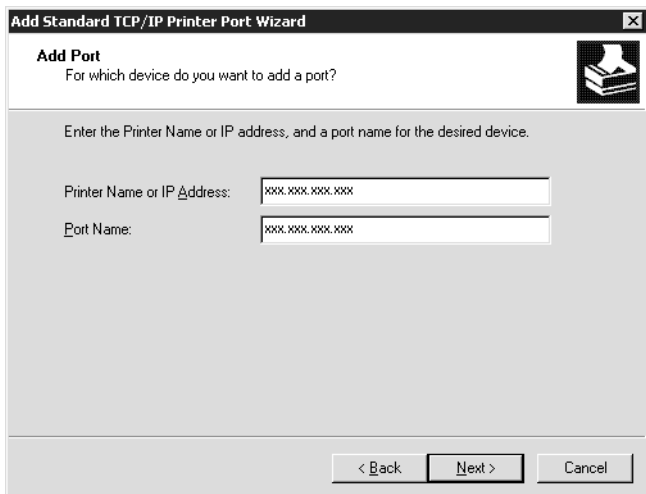 Add Standard TCP/IP Printer Port Wizard
Add Port
For which device do you want to add a port?
Enter the Printer Name or IP address, and a port name for the desired device.
Printer Name or IP Address: xxx.xxx.xxx.xxx
Port Name: xxx.xxx.xxx.xxx
< Back Next > Cancel